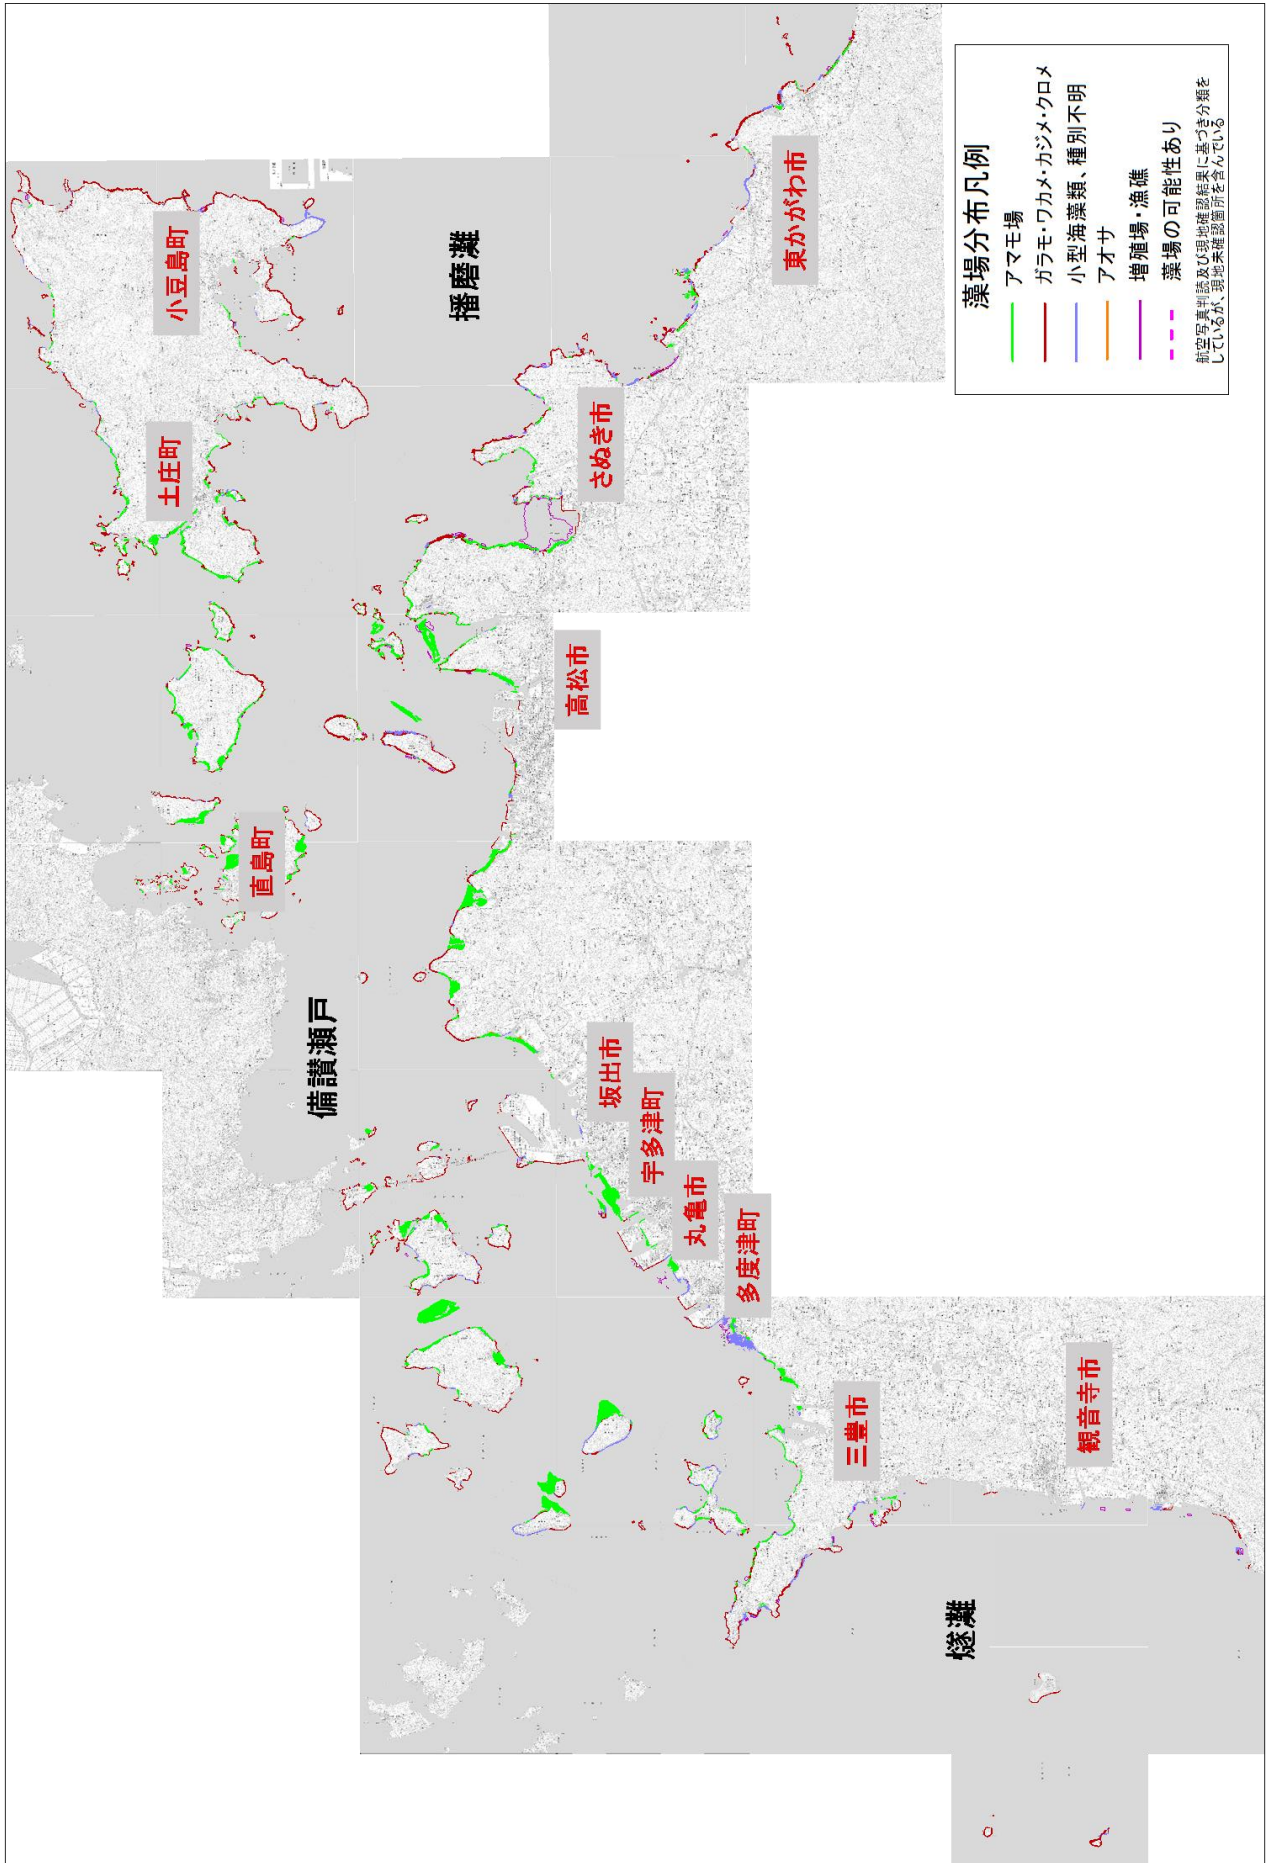 小豆島町
土庄町
直島町
播磨灘
備讃瀬戸
東かがわ市
さぬき市
高松市
坂出市
宇多津町
丸亀市
多度津町
三豊市
観音寺市
燧灘
藻場分布凡例
アマモ場
ガラモ・ワカメ・カジメ・クロメ
小型海藻類、種別不明
アオサ
増殖場・漁礁
藻場の可能性あり
航空写真判読及び現地確認結果に基づき分類を
しているが、現地未確認箇所を含んでいる